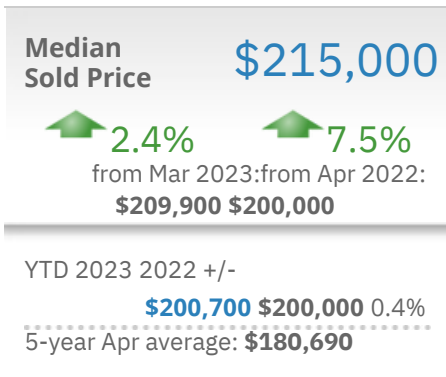 Median
Sold Price
$215,000
2.4%
7.5%
from Mar 2023:from Apr 2022:
$209,900 $200,000
YTD 2023 2022 +/-
$200,700 $200,000 0.4%
5-year Apr average: $180,690